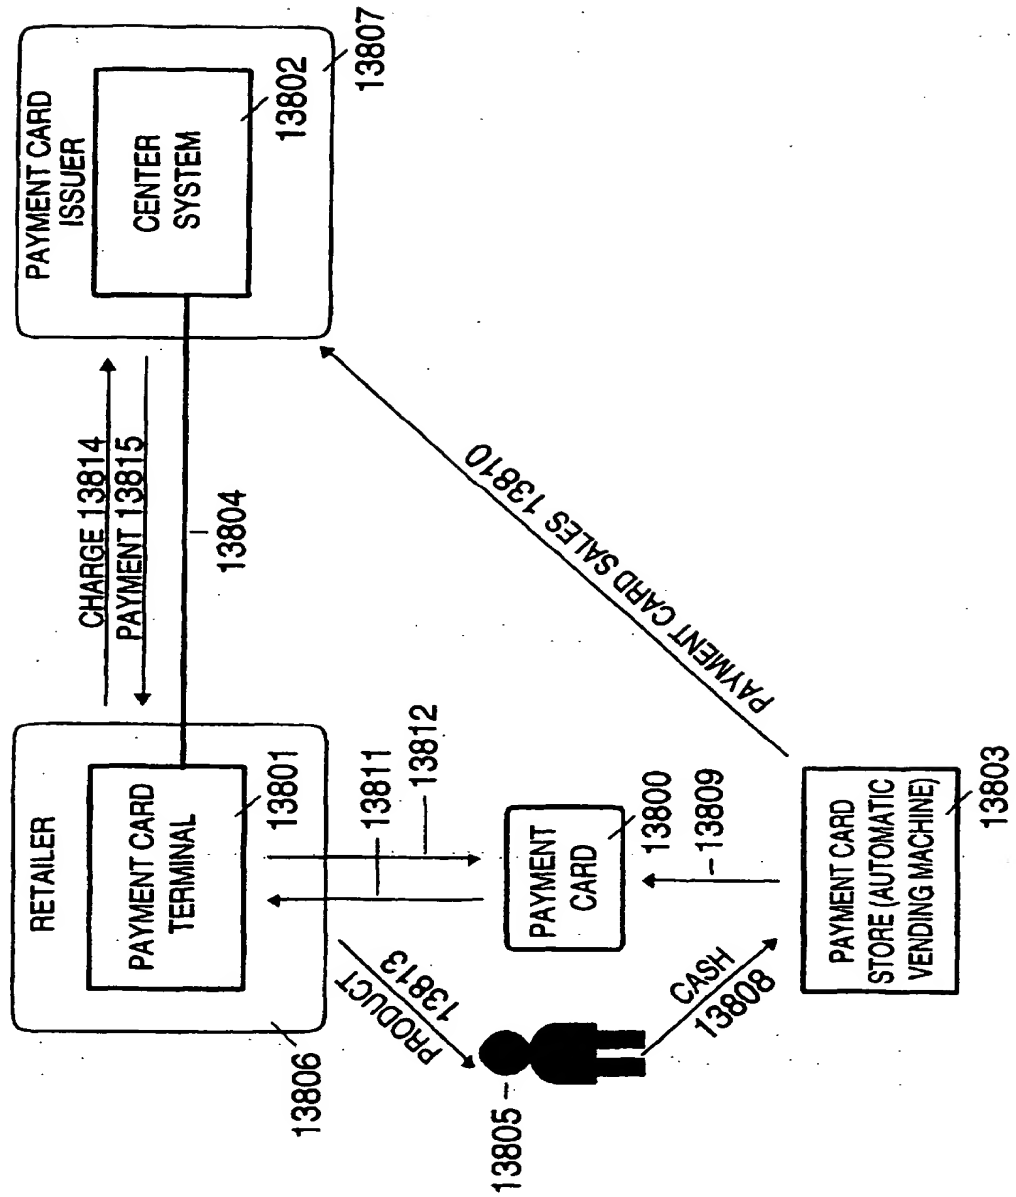 PAYMENT CARD
ISSUER
CENTER
SYSTEM
13802
13807
CHARGE 13814
PAYMENT 13815
13804
PAYMENT CARD SALES 13810
RETAILER
PAYMENT CARD
TERMINAL
13801
13806
13811
13812
PRODUCT
13813
PAYMENT
CARD
13800
13809
13805
CASH
13808
PAYMENT CARD
STORE (AUTOMATIC
VENDING MACHINE)
13803